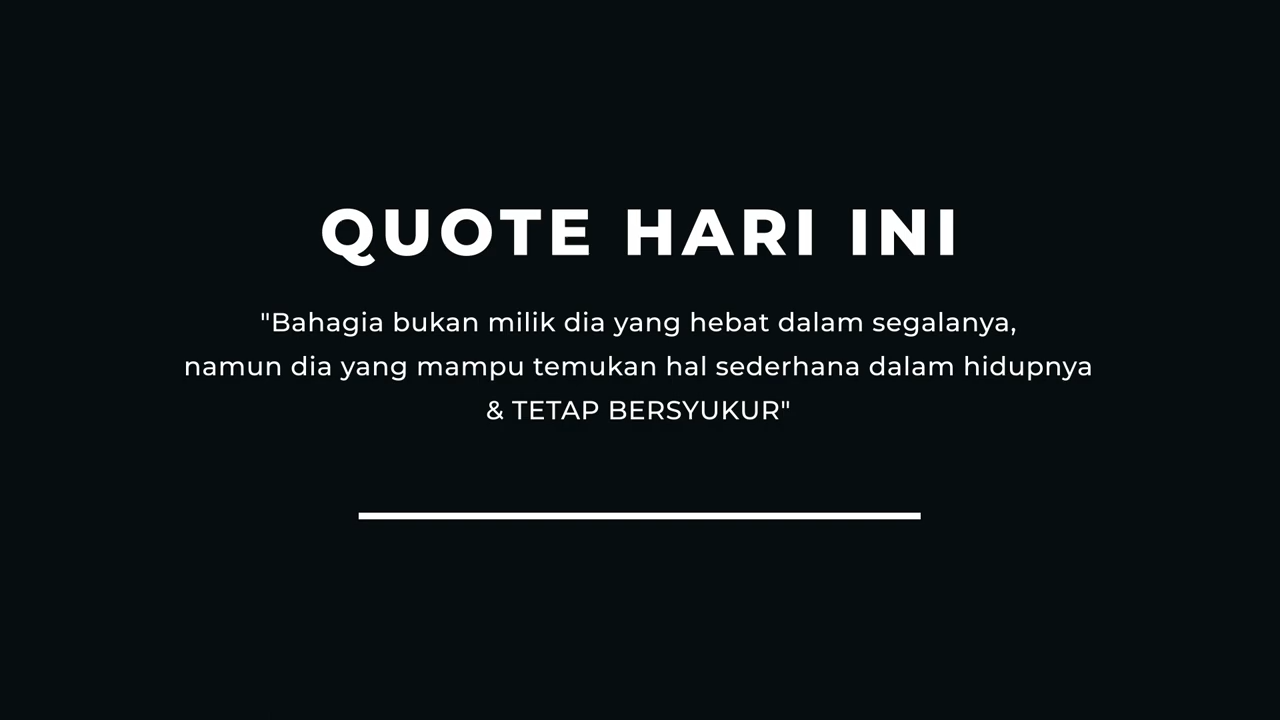 QUOTE HARI INI
"Bahagia bukan milik dia yang hebat dalam segalanya,
namun dia yang mampu temukan hal sederhana dalam hidupnya
& TETAP BERSYUKUR"